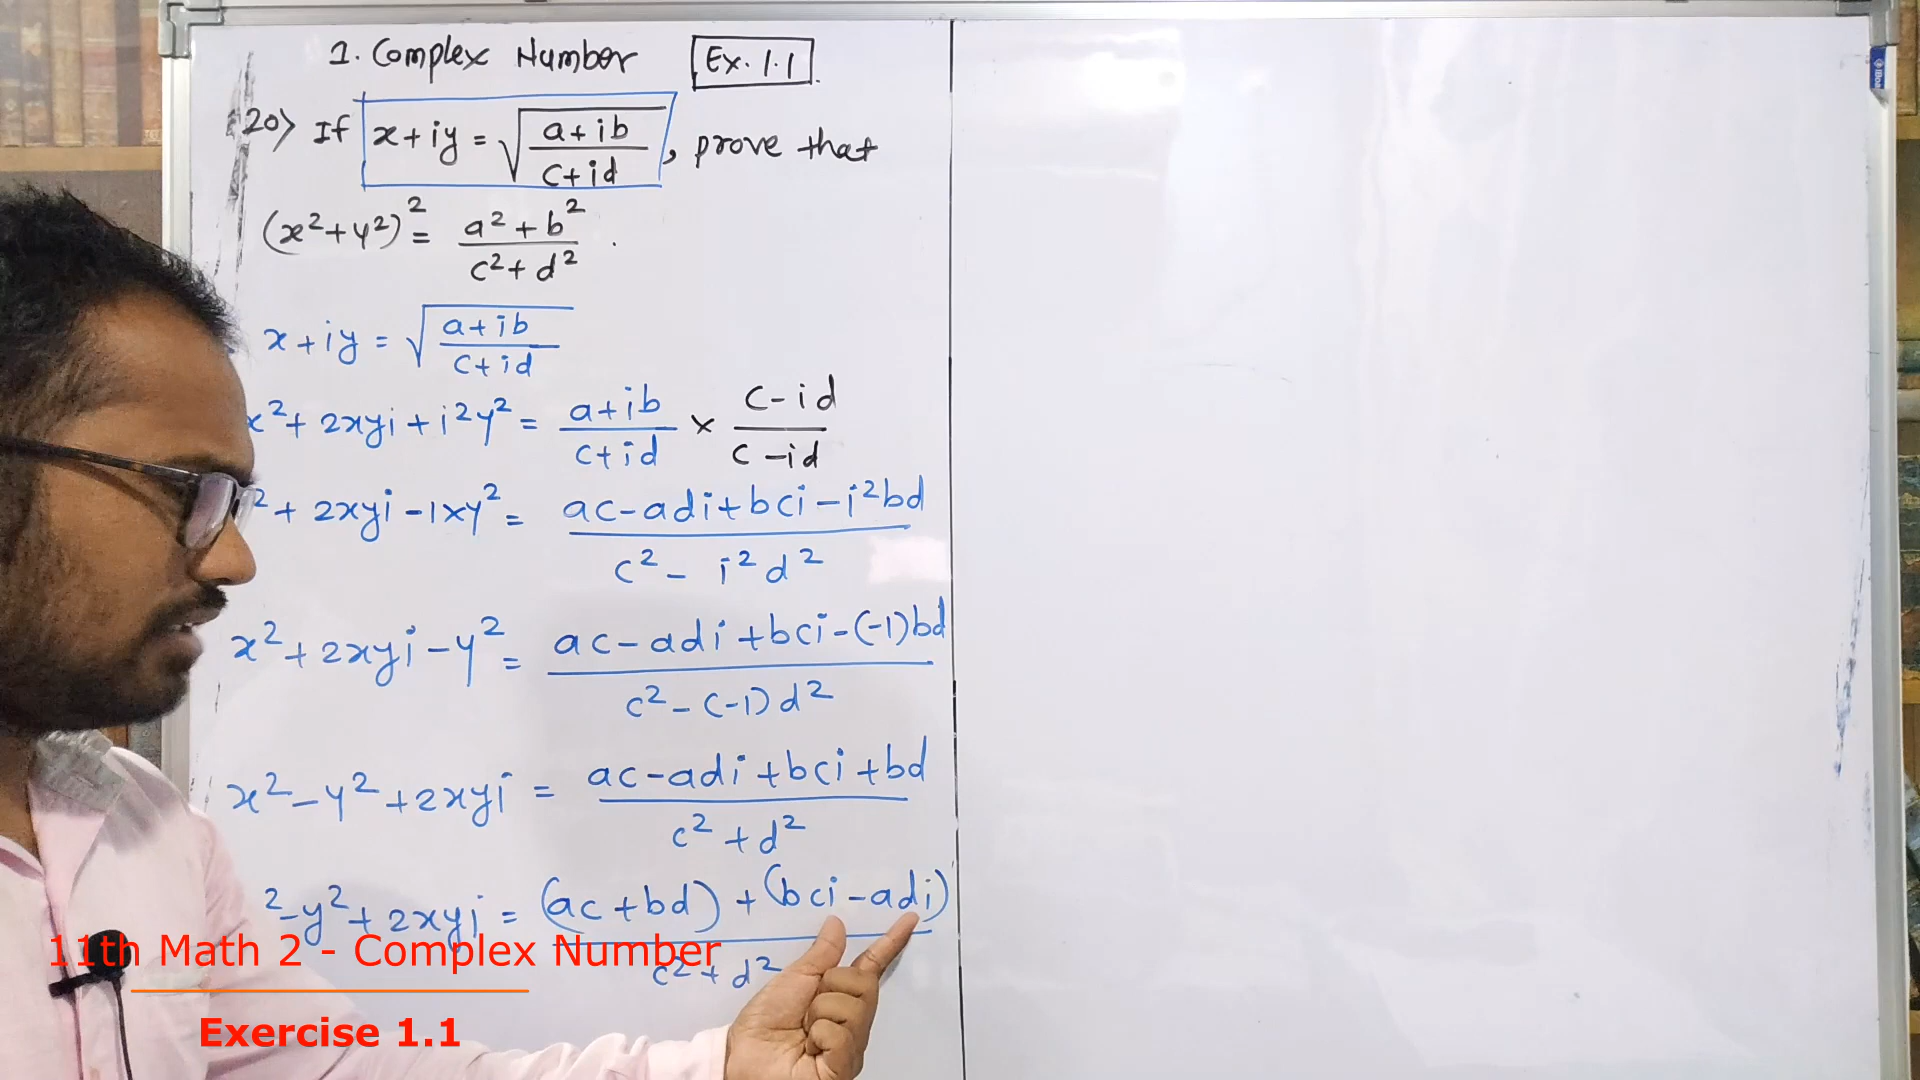 1. Complex Number Ex. 1.1
20) If x+iy = √(a+ib / c+id), prove that
(x²+y²)² = a²+b² / c²+d².
x+iy = √(a+ib / c+id)
x²+2xyi+i²y² = a+ib / c+id × c-id / c-id
²+2xyi-1×y² = ac-adi+bci-i²bd / c²-i²d²
x²+2xyi-y² = ac-adi+bci-(-1)bd / c²-(-1)d²
x²-y²+2xyi = ac-adi+bci+bd / c²+d²
²-y²+2xyi = (ac+bd)+(bci-adi) / c²+d²
11th Math 2 - Complex Number
Exercise 1.1